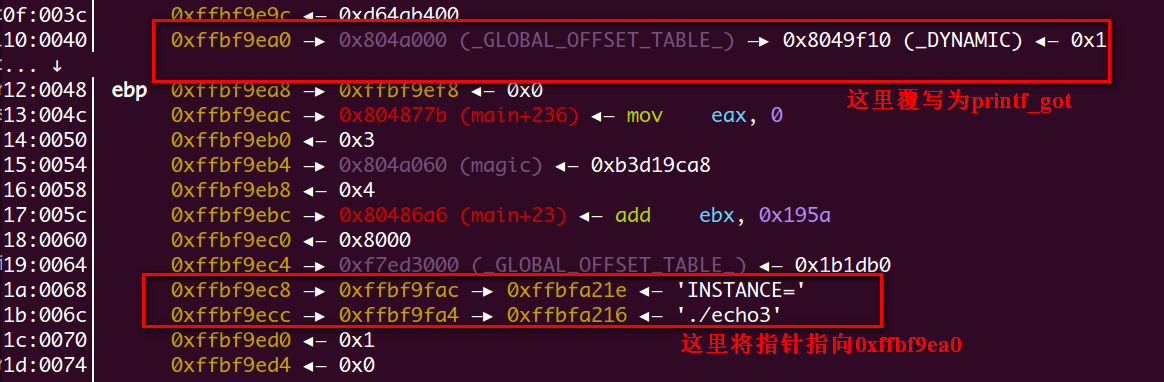 0f:003c│ 0xffbf9e9c ◂— 0xd64ab400
10:0040│ 0xffbf9ea0 —▸ 0x804a000 (_GLOBAL_OFFSET_TABLE_) —▸ 0x8049f10 (_DYNAMIC) ◂— 0x1
... ↓
12:0048│ ebp 0xffbf9ea8 —▸ 0xffbf9ef8 ◂— 0x0
这里覆写为printf_got
13:004c│ 0xffbf9eac —▸ 0x804877b (main+236) ◂— mov eax, 0
14:0050│ 0xffbf9eb0 ◂— 0x3
15:0054│ 0xffbf9eb4 —▸ 0x804a060 (magic) ◂— 0xb3d19ca8
16:0058│ 0xffbf9eb8 ◂— 0x4
17:005c│ 0xffbf9ebc —▸ 0x80486a6 (main+23) ◂— add ebx, 0x195a
18:0060│ 0xffbf9ec0 ◂— 0x8000
19:0064│ 0xffbf9ec4 —▸ 0xf7ed3000 (_GLOBAL_OFFSET_TABLE_) ◂— 0x1b1db0
1a:0068│ 0xffbf9ec8 —▸ 0xffbf9fac —▸ 0xffbfa21e ◂— 'INSTANCE='
1b:006c│ 0xffbf9ecc —▸ 0xffbf9fa4 —▸ 0xffbfa216 ◂— './echo3'
1c:0070│ 0xffbf9ed0 ◂— 0x1
这里将指针指向0xffbf9ea0
1d:0074│ 0xffbf9ed4 ◂— 0x0